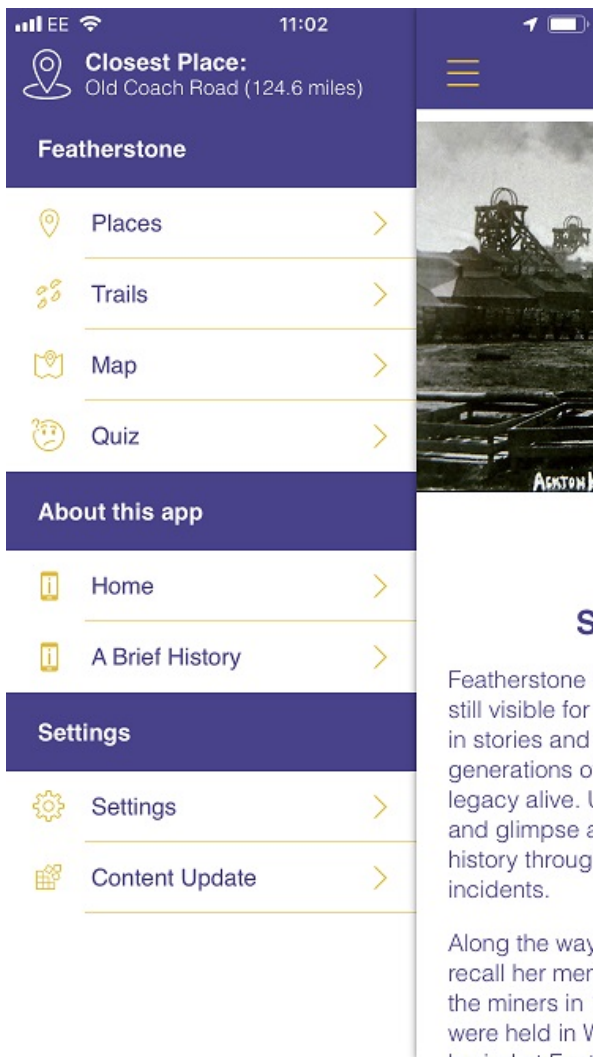 EE 11:02
Closest Place:
Old Coach Road (124.6 miles)
Featherstone
Places
Trails
Map
Quiz
About this app
Home
A Brief History
Settings
Settings
Content Update
S
Featherstone
still visible for
in stories and
generations o
legacy alive. U
and glimpse a
history throug
incidents.
Along the way
recall her mer
the miners in
were held in W